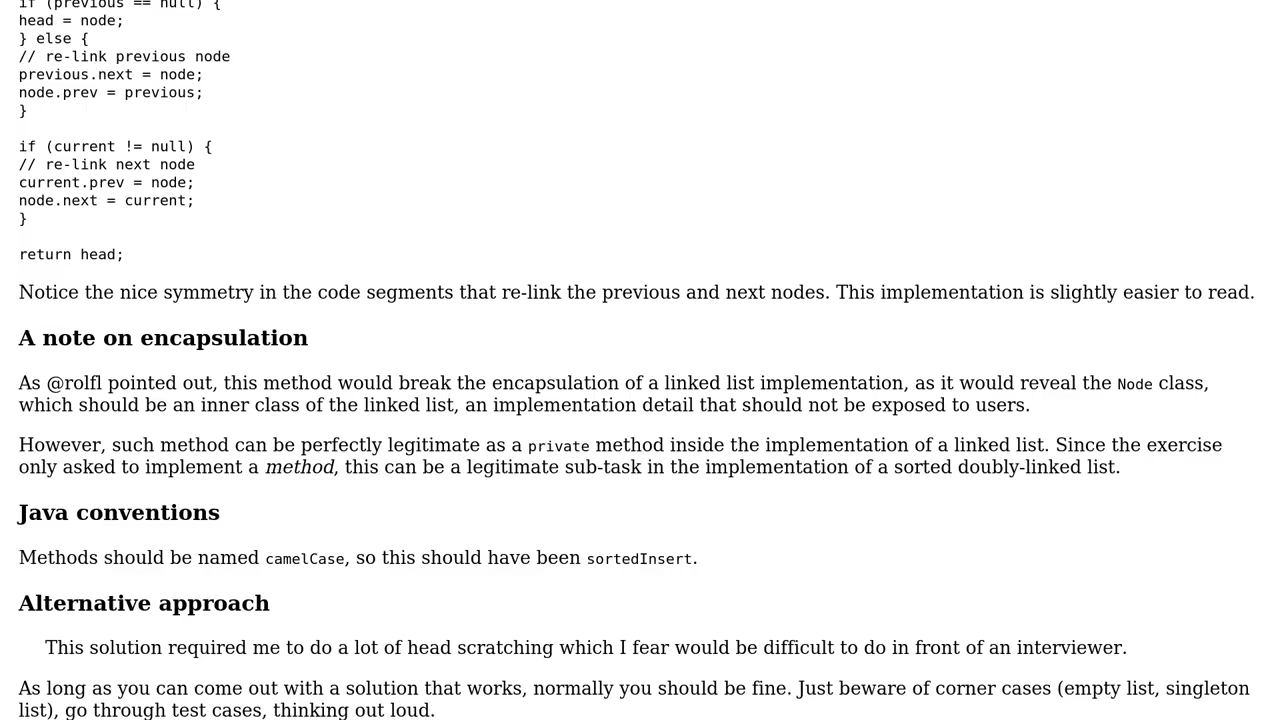 if (previous == null) {
head = node;
} else {
// re-link previous node
previous.next = node;
node.prev = previous;
}
if (current != null) {
// re-link next node
current.prev = node;
node.next = current;
}
return head;
Notice the nice symmetry in the code segments that re-link the previous and next nodes. This implementation is slightly easier to read.
A note on encapsulation
As @rolfl pointed out, this method would break the encapsulation of a linked list implementation, as it would reveal the Node class,
which should be an inner class of the linked list, an implementation detail that should not be exposed to users.
However, such method can be perfectly legitimate as a private method inside the implementation of a linked list. Since the exercise
only asked to implement a method, this can be a legitimate sub-task in the implementation of a sorted doubly-linked list.
Java conventions
Methods should be named camelCase, so this should have been sortedInsert.
Alternative approach
This solution required me to do a lot of head scratching which I fear would be difficult to do in front of an interviewer.
As long as you can come out with a solution that works, normally you should be fine. Just beware of corner cases (empty list, singleton
list), go through test cases, thinking out loud.